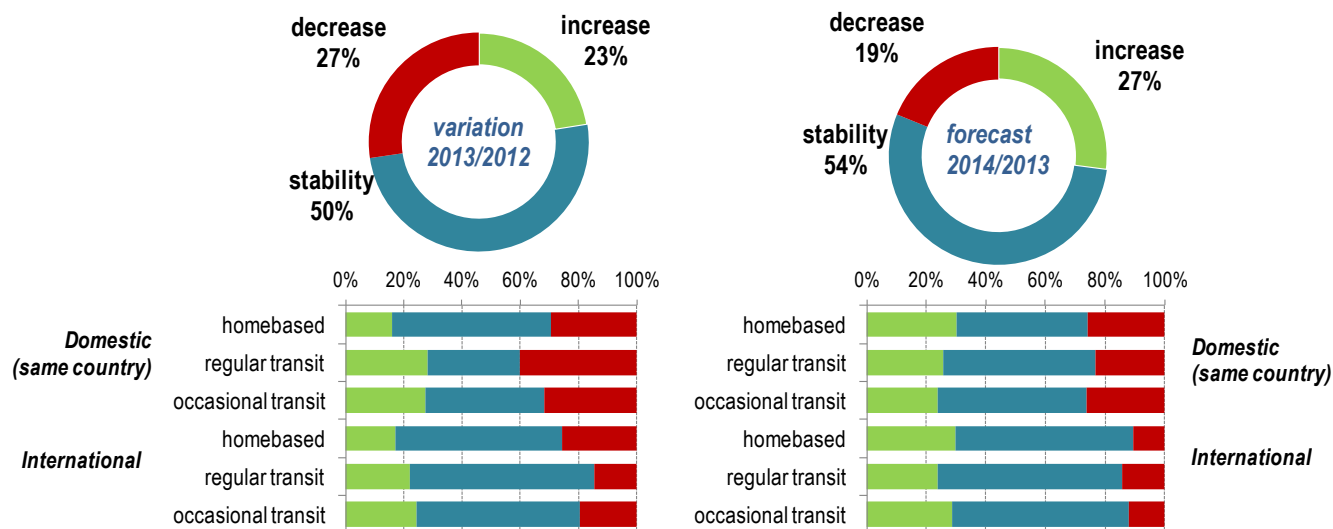 decrease
27%
increase
23%
variation
2013/2012
stability
50%
decrease
19%
increase
27%
stability
54%
forecast
2014/2013
0% 20% 40% 60% 80% 100%
Domestic
(same country)
homebased
regular transit
occasional transit
International
homebased
regular transit
occasional transit
0% 20% 40% 60% 80% 100%
homebased
regular transit
occasional transit
Domestic
(same country)
homebased
regular transit
occasional transit
International